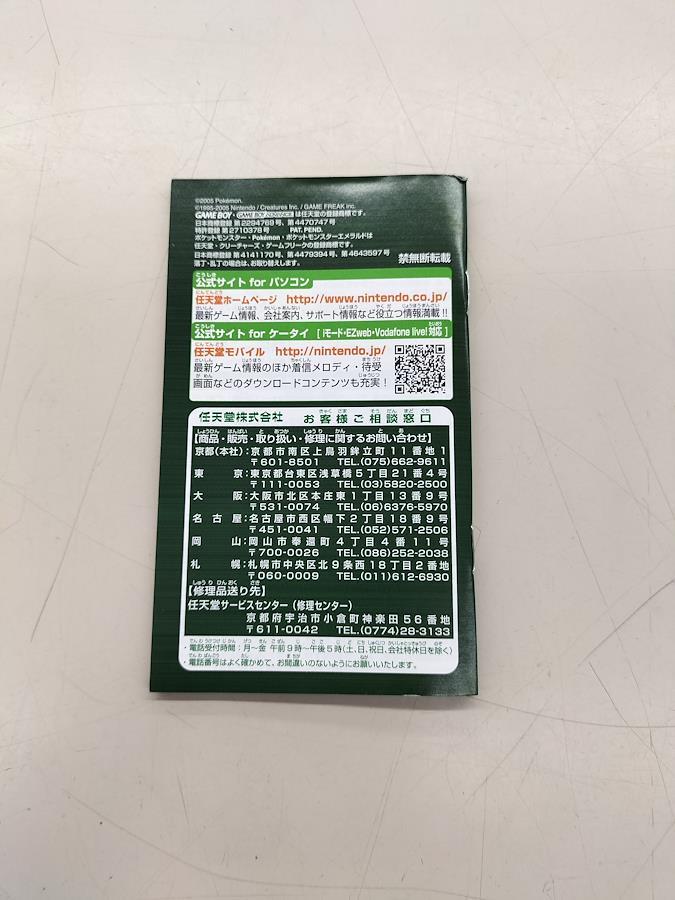 ©2005 Pokémon.
©1995-2005 Nintendo / Creatures Inc. / GAME FREAK inc.
GAME BOY・GAME BOY ADVANCE は任天堂の登録商標です。
日本商標登録 第2294769号、第4470747号
特許登録 第2710378号 PAT. PEND.
ポケットモンスター・Pokémon・ポケットモンスターエメラルドは
任天堂・クリーチャーズ・ゲームフリークの登録商標です。
日本商標登録 第4141170号、第4479394号、第4643597号
落丁・乱丁の場合は、お取り替えします。 禁無断転載
公式サイト for パソコン
任天堂ホームページ http://www.nintendo.co.jp/
最新ゲーム情報、会社案内、サポート情報など役立つ情報満載!!
公式サイト for ケータイ [iモード・EZweb・Vodafone live!対応]
任天堂モバイル http://nintendo.jp/
最新ゲーム情報のほか着信メロディ・待受
画面などのダウンロードコンテンツも充実!
任天堂株式会社 お客様ご相談窓口
【商品・販売・取り扱い・修理に関するお問い合わせ】
京都(本社):京都市南区上鳥羽鉾立町11番地1
〒601-8501 TEL.(075)662-9611
東京:東京都台東区浅草橋5丁目21番4号
〒111-0053 TEL.(03)5820-2500
大阪:大阪市北区本庄東1丁目13番9号
〒531-0074 TEL.(06)6376-5970
名古屋:名古屋市西区幅下2丁目18番9号
〒451-0041 TEL.(052)571-2506
岡山:岡山市奉還町4丁目4番11号
〒700-0026 TEL.(086)252-2038
札幌:札幌市中央区北9条西18丁目2番地
〒060-0009 TEL.(011)612-6930
【修理品送り先】
任天堂サービスセンター(修理センター)
京都府宇治市小倉町神楽田56番地
〒611-0042 TEL.(0774)28-3133
・電話受付時間:月〜金 午前9時〜午後5時(土、日、祝日、会社特休日を除く)
・電話番号はよく確かめて、お間違いのないようにお願いいたします。